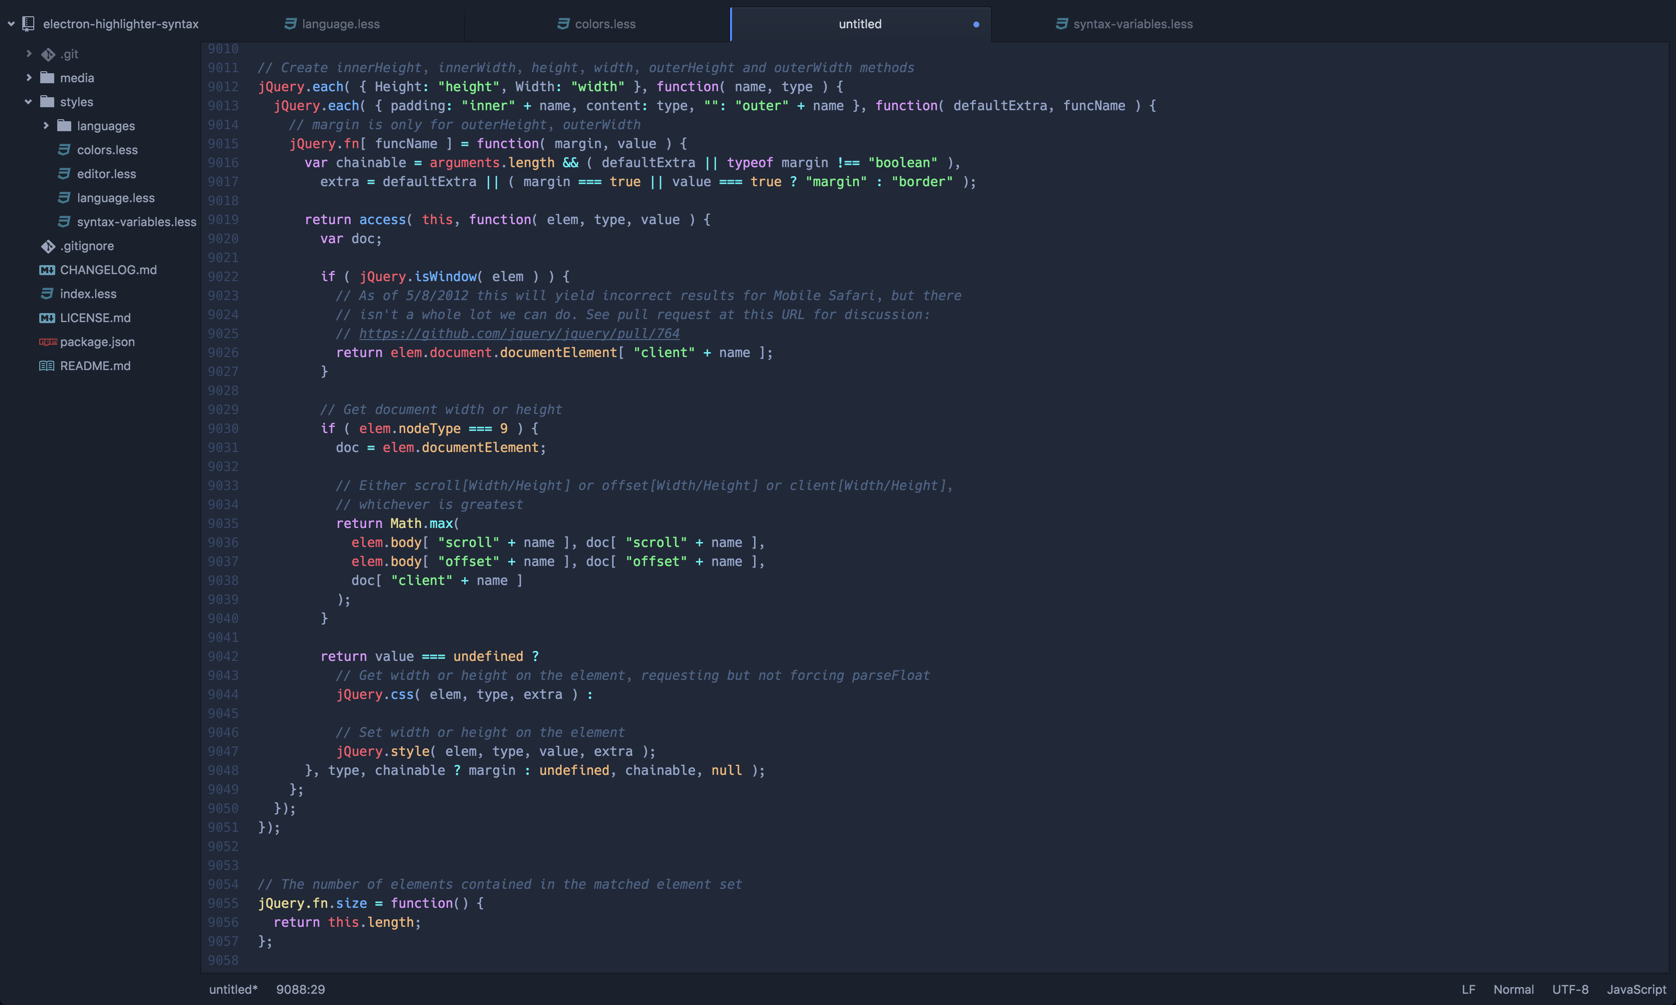 electron-highlighter-syntax
language.less
colors.less
untitled
syntax-variables.less
.git
media
styles
languages
colors.less
editor.less
language.less
syntax-variables.less
.gitignore
CHANGELOG.md
index.less
LICENSE.md
package.json
README.md
9010
9011 // Create innerHeight, innerWidth, height, width, outerHeight and outerWidth methods
9012 jQuery.each( { Height: "height", Width: "width" }, function( name, type ) {
9013   jQuery.each( { padding: "inner" + name, content: type, "": "outer" + name }, function( defaultExtra, funcName ) {
9014     // margin is only for outerHeight, outerWidth
9015     jQuery.fn[ funcName ] = function( margin, value ) {
9016       var chainable = arguments.length && ( defaultExtra || typeof margin !== "boolean" ),
9017         extra = defaultExtra || ( margin === true || value === true ? "margin" : "border" );
9018
9019       return access( this, function( elem, type, value ) {
9020         var doc;
9021
9022         if ( jQuery.isWindow( elem ) ) {
9023           // As of 5/8/2012 this will yield incorrect results for Mobile Safari, but there
9024           // isn't a whole lot we can do. See pull request at this URL for discussion:
9025           // https://github.com/jquery/jquery/pull/764
9026           return elem.document.documentElement[ "client" + name ];
9027         }
9028
9029         // Get document width or height
9030         if ( elem.nodeType === 9 ) {
9031           doc = elem.documentElement;
9032
9033           // Either scroll[Width/Height] or offset[Width/Height] or client[Width/Height],
9034           // whichever is greatest
9035           return Math.max(
9036             elem.body[ "scroll" + name ], doc[ "scroll" + name ],
9037             elem.body[ "offset" + name ], doc[ "offset" + name ],
9038             doc[ "client" + name ]
9039           );
9040         }
9041
9042         return value === undefined ?
9043           // Get width or height on the element, requesting but not forcing parseFloat
9044           jQuery.css( elem, type, extra ) :
9045
9046           // Set width or height on the element
9047           jQuery.style( elem, type, value, extra );
9048       }, type, chainable ? margin : undefined, chainable, null );
9049     };
9050   });
9051 });
9052
9053
9054 // The number of elements contained in the matched element set
9055 jQuery.fn.size = function() {
9056   return this.length;
9057 };
9058
untitled* 9088:29 LF Normal UTF-8 JavaScript